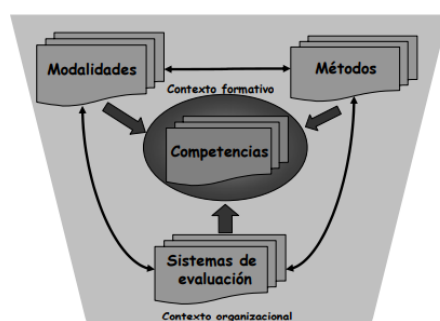 Modalidades
Métodos
Contexto formativo
Competencias
Sistemas de
evaluación
Contexto organizacional